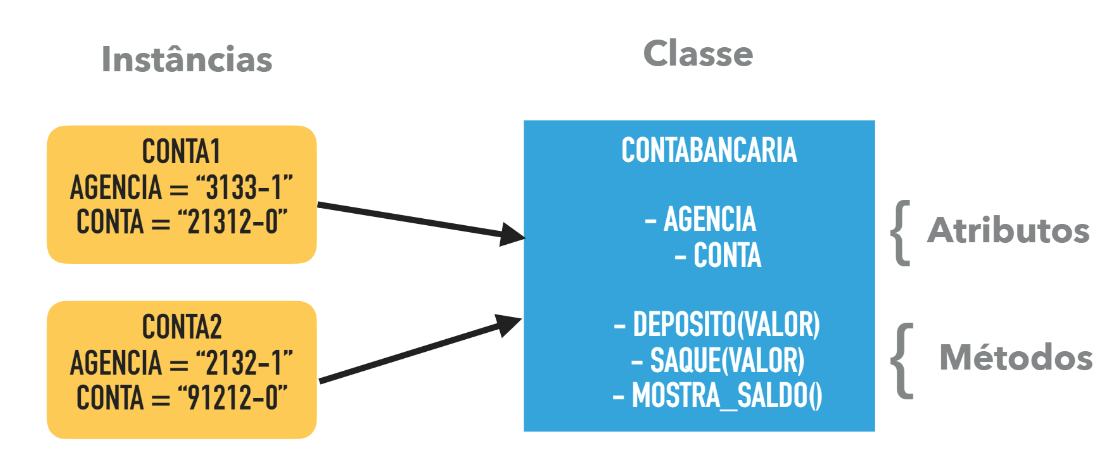 Instâncias
Classe
CONTA1
AGENCIA = “3133-1”
CONTA = “21312-0”
CONTA2
AGENCIA = “2132-1”
CONTA = “91212-0”
CONTABANCARIA
- AGENCIA
- CONTA
- DEPOSITO(VALOR)
- SAQUE(VALOR)
- MOSTRA_SALDO()
{ Atributos
{ Métodos